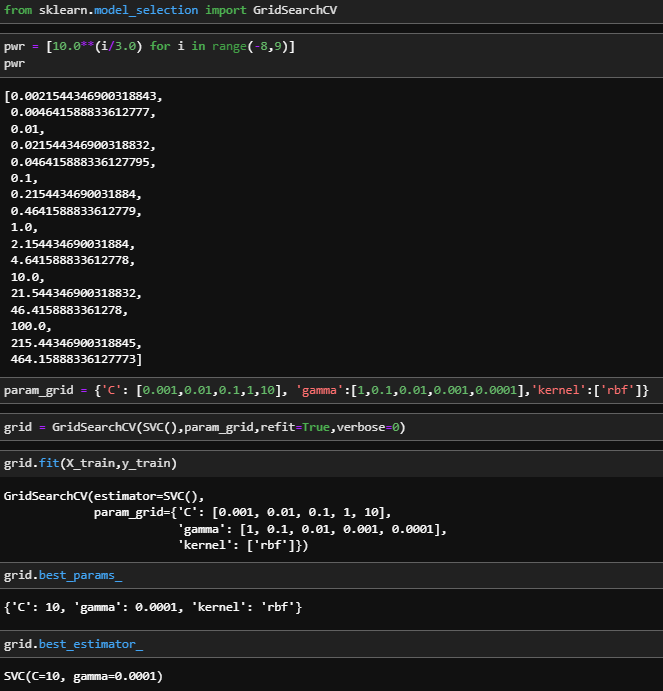 from sklearn.model_selection import GridSearchCV
pwr = [10.0**(i/3.0) for i in range(-8,9)]
pwr
[0.0021544346900318843,
 0.004641588833612777,
 0.01,
 0.021544346900318832,
 0.046415888336127795,
 0.1,
 0.2154434690031884,
 0.4641588833612779,
 1.0,
 2.154434690031884,
 4.641588833612778,
 10.0,
 21.544346900318832,
 46.4158883361278,
 100.0,
 215.44346900318845,
 464.15888336127773]
param_grid = {'C': [0.001,0.01,0.1,1,10], 'gamma':[1,0.1,0.01,0.001,0.0001],'kernel':['rbf']}
grid = GridSearchCV(SVC(),param_grid,refit=True,verbose=0)
grid.fit(X_train,y_train)
GridSearchCV(estimator=SVC(),
             param_grid={'C': [0.001, 0.01, 0.1, 1, 10],
                         'gamma': [1, 0.1, 0.01, 0.001, 0.0001],
                         'kernel': ['rbf']})
grid.best_params_
{'C': 10, 'gamma': 0.0001, 'kernel': 'rbf'}
grid.best_estimator_
SVC(C=10, gamma=0.0001)